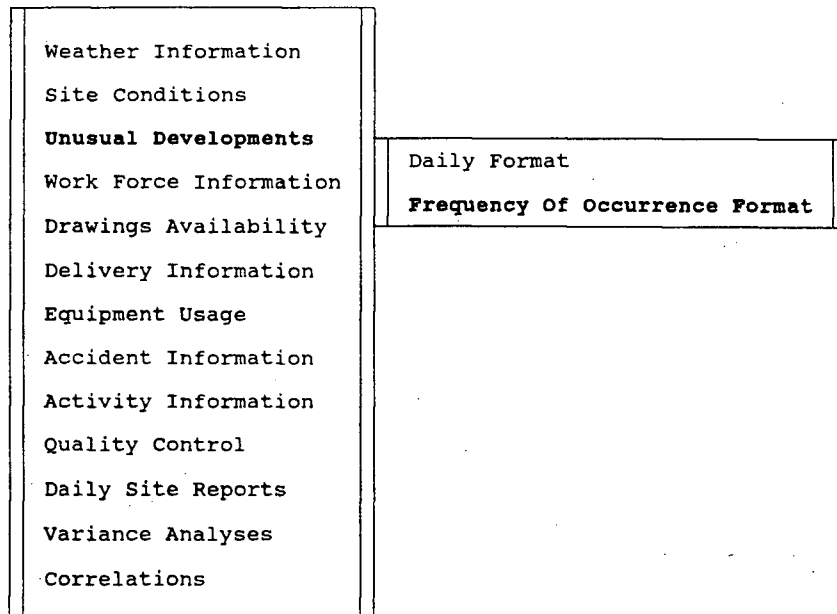 Weather Information
Site Conditions
Unusual Developments
Work Force Information
Drawings Availability
Delivery Information
Equipment Usage
Accident Information
Activity Information
Quality Control
Daily Site Reports
Variance Analyses
Correlations
Daily Format
Frequency Of Occurrence Format